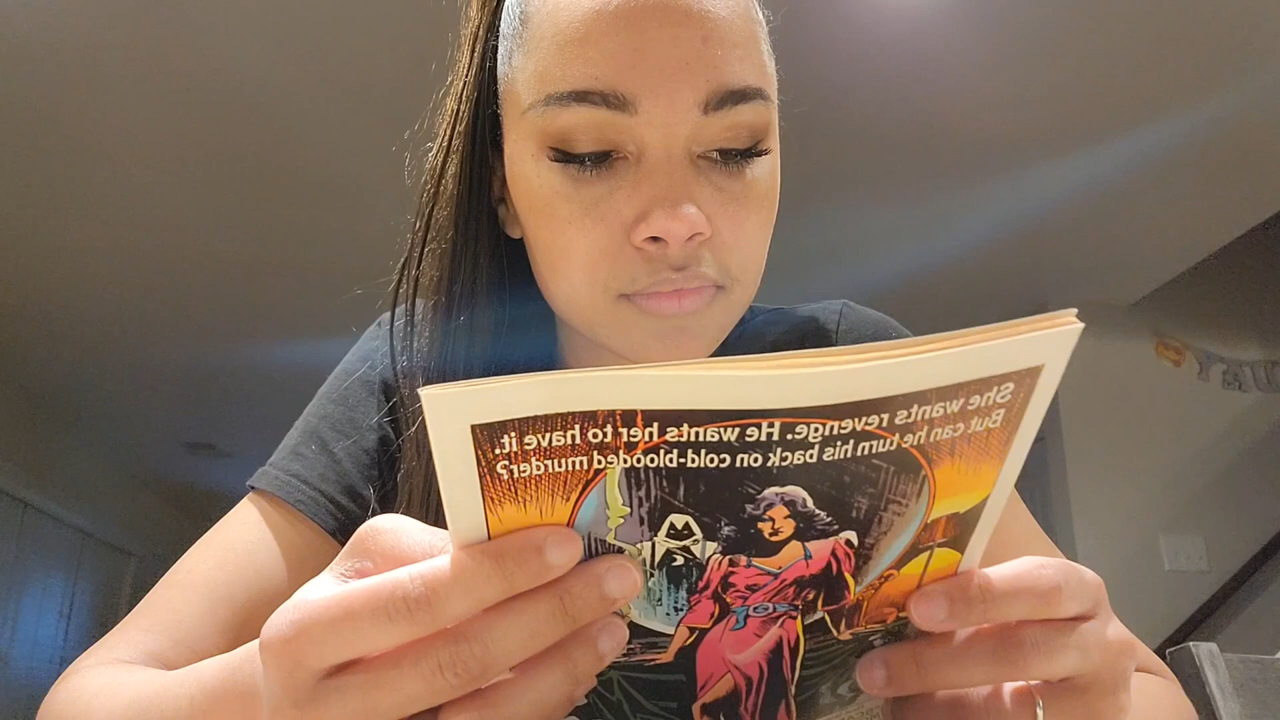 She wants revenge. He wants her to have it.
But can he turn his back on cold-blooded murder?